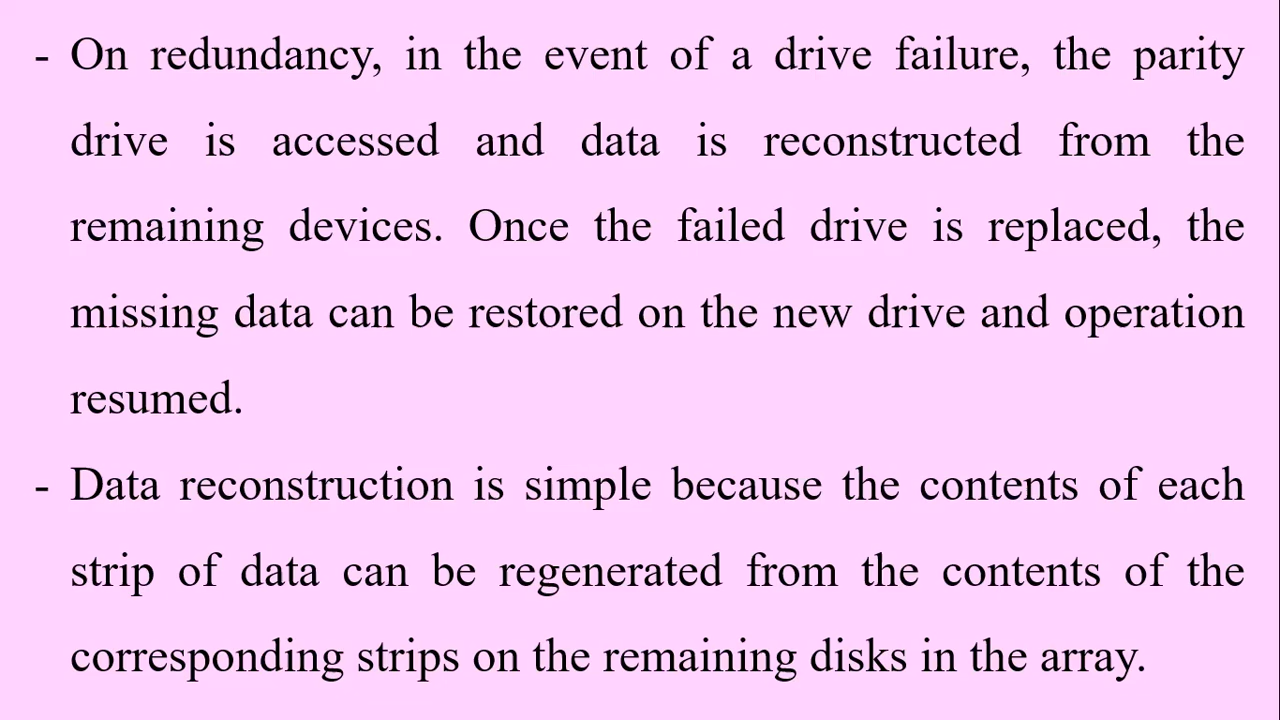 - On redundancy, in the event of a drive failure, the parity
drive is accessed and data is reconstructed from the
remaining devices. Once the failed drive is replaced, the
missing data can be restored on the new drive and operation
resumed.
- Data reconstruction is simple because the contents of each
strip of data can be regenerated from the contents of the
corresponding strips on the remaining disks in the array.